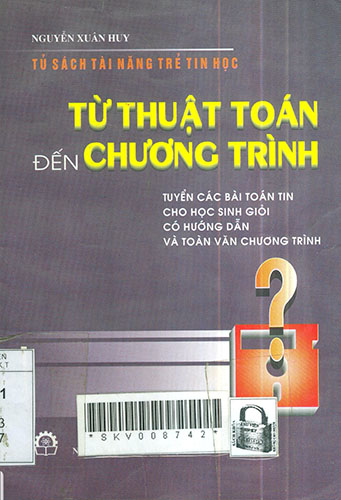 NGUYỄN XUÂN HUY
TỦ SÁCH TÀI NĂNG TRẺ TIN HỌC
TỪ THUẬT TOÁN
ĐẾN CHƯƠNG TRÌNH
TUYỂN CÁC BÀI TOÁN TIN
CHO HỌC SINH GIỎI
CÓ HƯỚNG DẪN
VÀ TOÀN VĂN CHƯƠNG TRÌNH
?
*SKV008742*